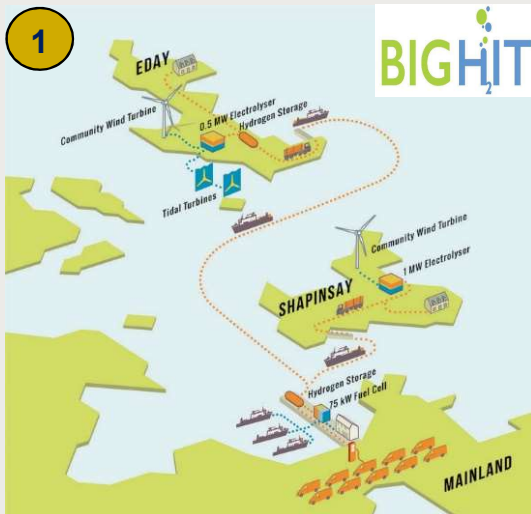 1
BIGH2IT
EDAY
Community Wind Turbine
0.5 MW Electrolyser
Hydrogen Storage
Tidal Turbines
Community Wind Turbine
1 MW Electrolyser
SHAPINSAY
Hydrogen Storage
75 kW Fuel Cell
MAINLAND